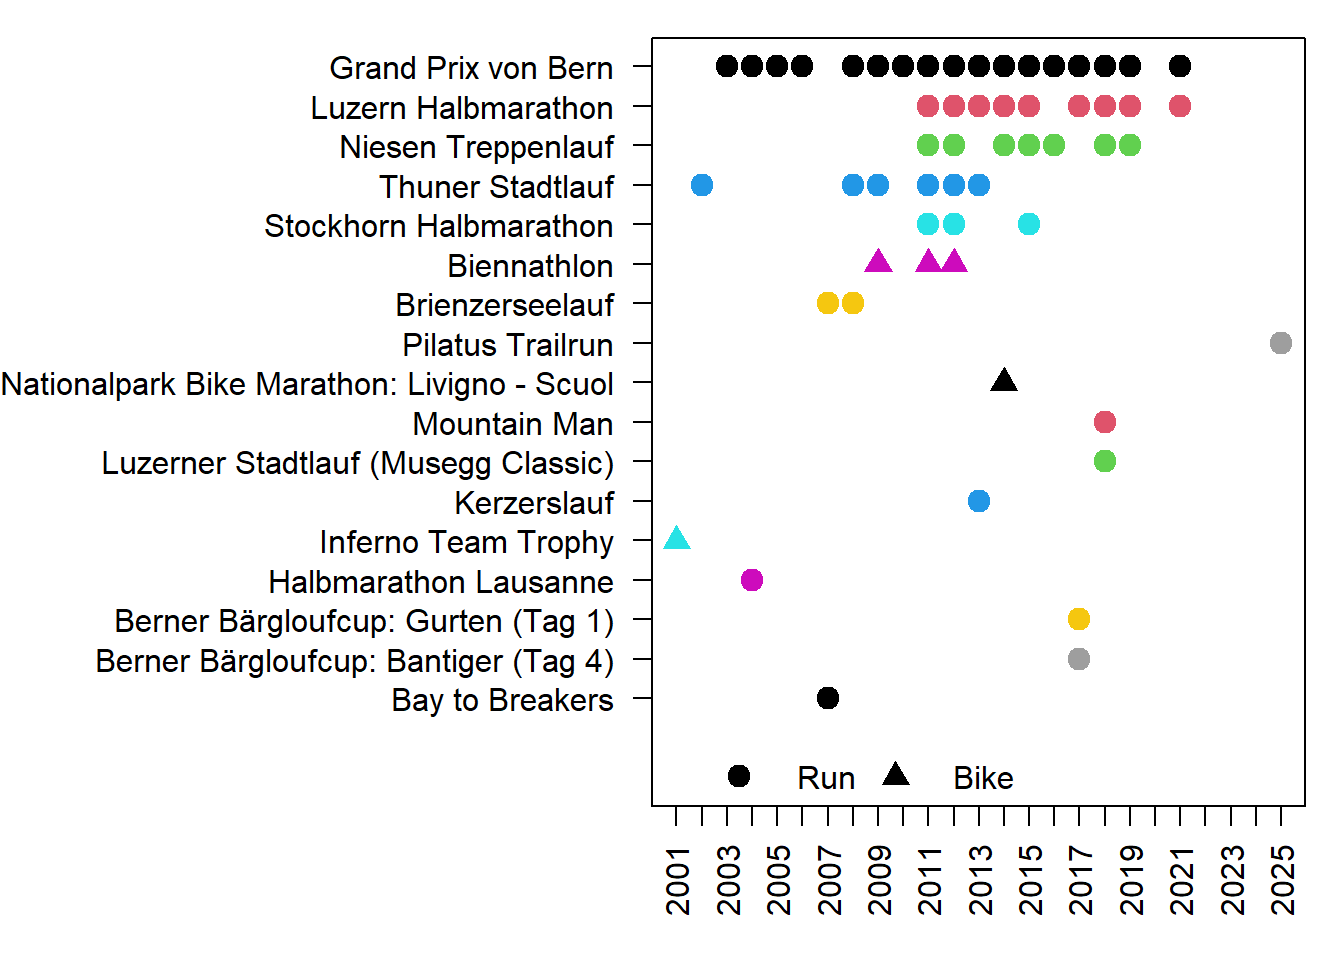 Grand Prix von Bern
Luzern Halbmarathon
Niesen Treppenlauf
Thuner Stadtlauf
Stockhorn Halbmarathon
Biennathlon
Brienzerseelauf
Pilatus Trailrun
Nationalpark Bike Marathon: Livigno - Scuol
Mountain Man
Luzerner Stadtlauf (Musegg Classic)
Kerzerslauf
Inferno Team Trophy
Halbmarathon Lausanne
Berner Bärgloufcup: Gurten (Tag 1)
Berner Bärgloufcup: Bantiger (Tag 4)
Bay to Breakers
Run Bike
2001 2003 2005 2007 2009 2011 2013 2015 2017 2019 2021 2023 2025